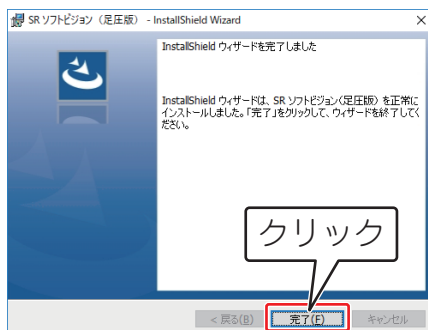 SR ソフトビジョン（足圧版） - InstallShield Wizard
InstallShield ウィザードを完了しました
InstallShield ウィザードは、SR ソフトビジョン(足圧版) を正常に
インストールしました。「完了」をクリックして、ウィザードを終了してく
ださい。
クリック
< 戻る(B) 完了(F) キャンセル